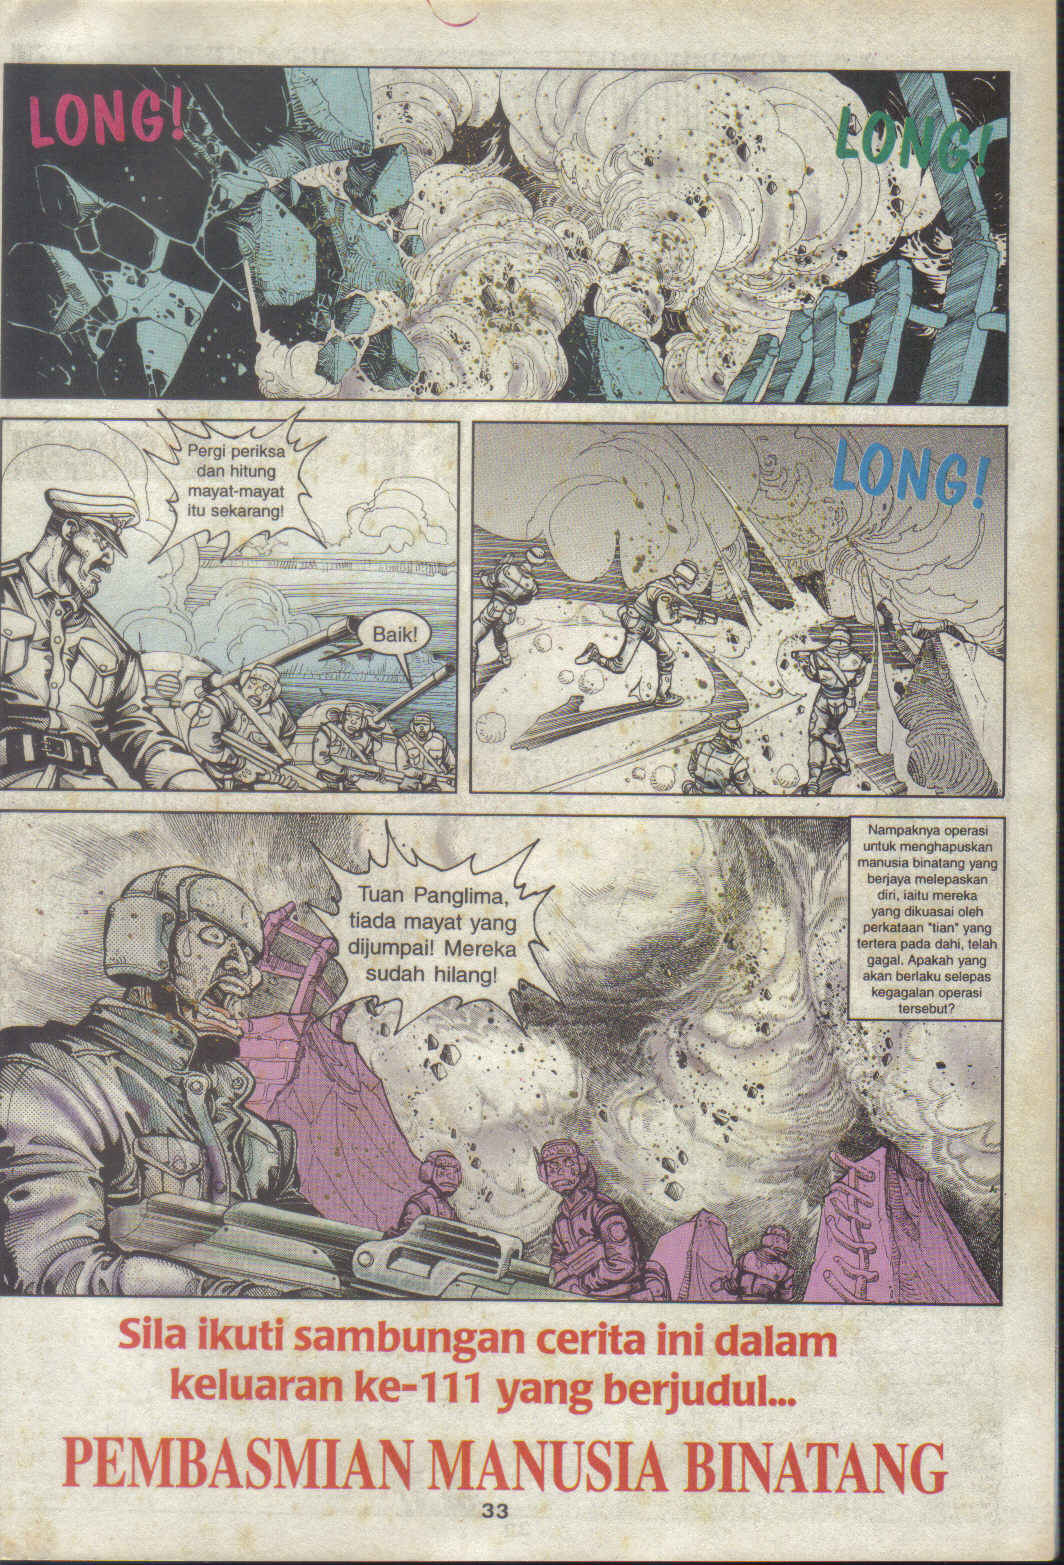 LONG!
LONG!
Pergi periksa
dan hitung
mayat-mayat
itu sekarang!
Baik!
LONG!
Tuan Panglima,
tiada mayat yang
dijumpai! Mereka
sudah hilang!
Nampaknya operasi
untuk menghapuskan
manusia binatang yang
berjaya melepaskan
diri, iaitu mereka
yang dikuasai oleh
perkataan "tian" yang
tertera pada dahi, telah
gagal. Apakah yang
akan berlaku selepas
kegagalan operasi
tersebut?
Sila ikuti sambungan cerita ini dalam
keluaran ke-111 yang berjudul...
PEMBASMIAN MANUSIA BINATANG
33